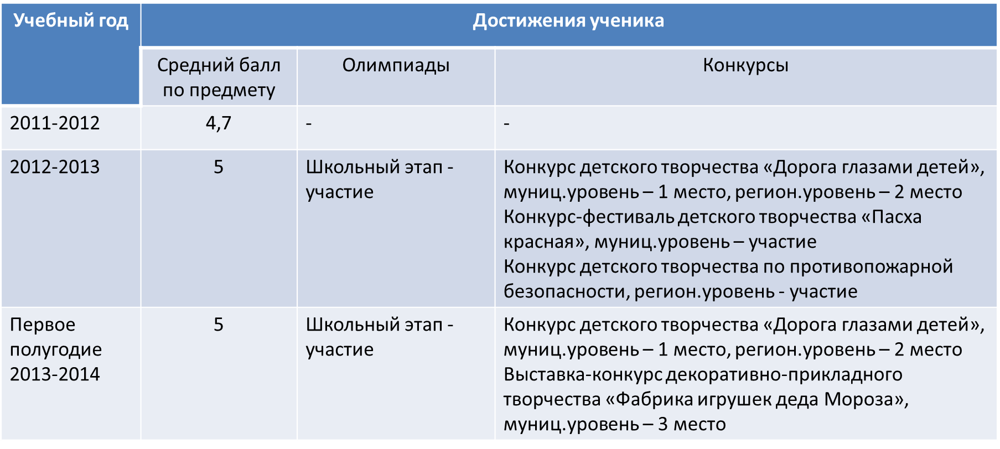 Учебный год
Достижения ученика
Средний балл
по предмету
Олимпиады
Конкурсы
2011-2012
4,7
-
-
2012-2013
5
Школьный этап -
участие
Конкурс детского творчества «Дорога глазами детей»,
муниц.уровень – 1 место, регион.уровень – 2 место
Конкурс-фестиваль детского творчества «Пасха
красная», муниц.уровень – участие
Конкурс детского творчества по противопожарной
безопасности, регион.уровень - участие
Первое
полугодие
2013-2014
5
Школьный этап -
участие
Конкурс детского творчества «Дорога глазами детей»,
муниц.уровень – 1 место, регион.уровень – 2 место
Выставка-конкурс декоративно-прикладного
творчества «Фабрика игрушек деда Мороза»,
муниц.уровень – 3 место